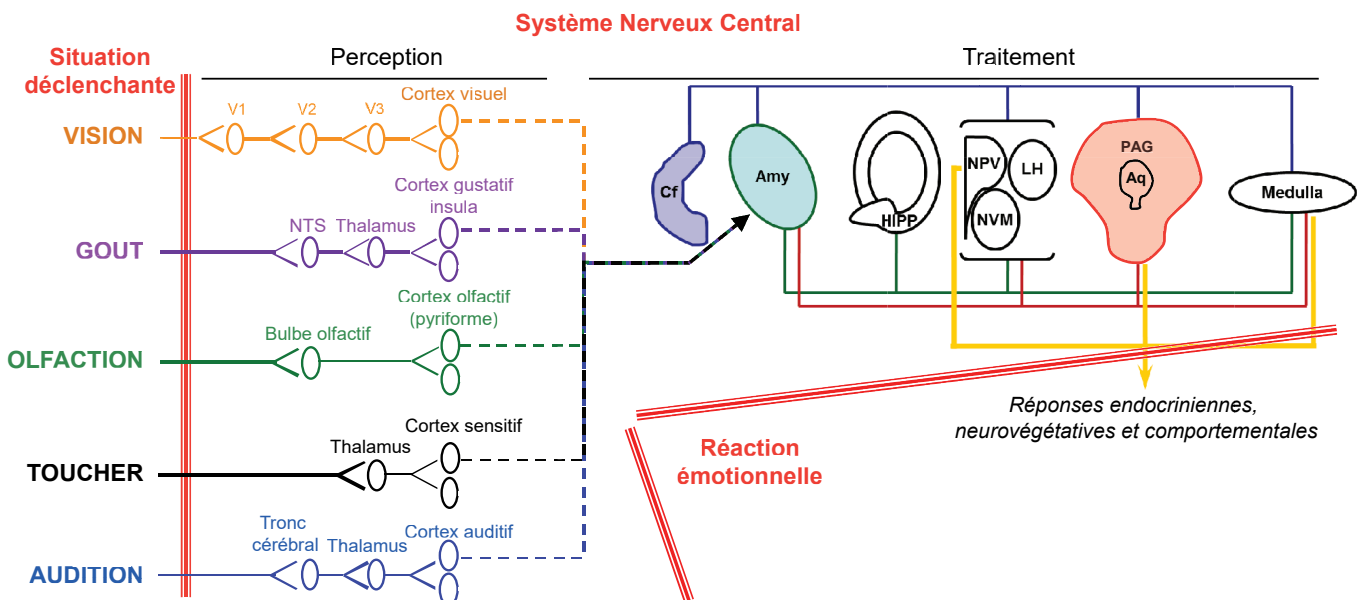 Système Nerveux Central
Situation
déclenchante
Perception
Traitement
VISION
V1
V2
V3
Cortex visuel
GOUT
NTS
Thalamus
Cortex gustatif
insula
OLFACTION
Bulbe olfactif
Cortex olfactif
(pyriforme)
TOUCHER
Thalamus
Cortex sensitif
AUDITION
Tronc
cérébral
Thalamus
Cortex auditif
Cf
Amy
HIPP
NPV
LH
NVM
PAG
Aq
Medulla
Réaction
émotionnelle
Réponses endocriniennes,
neurovégétatives et comportementales